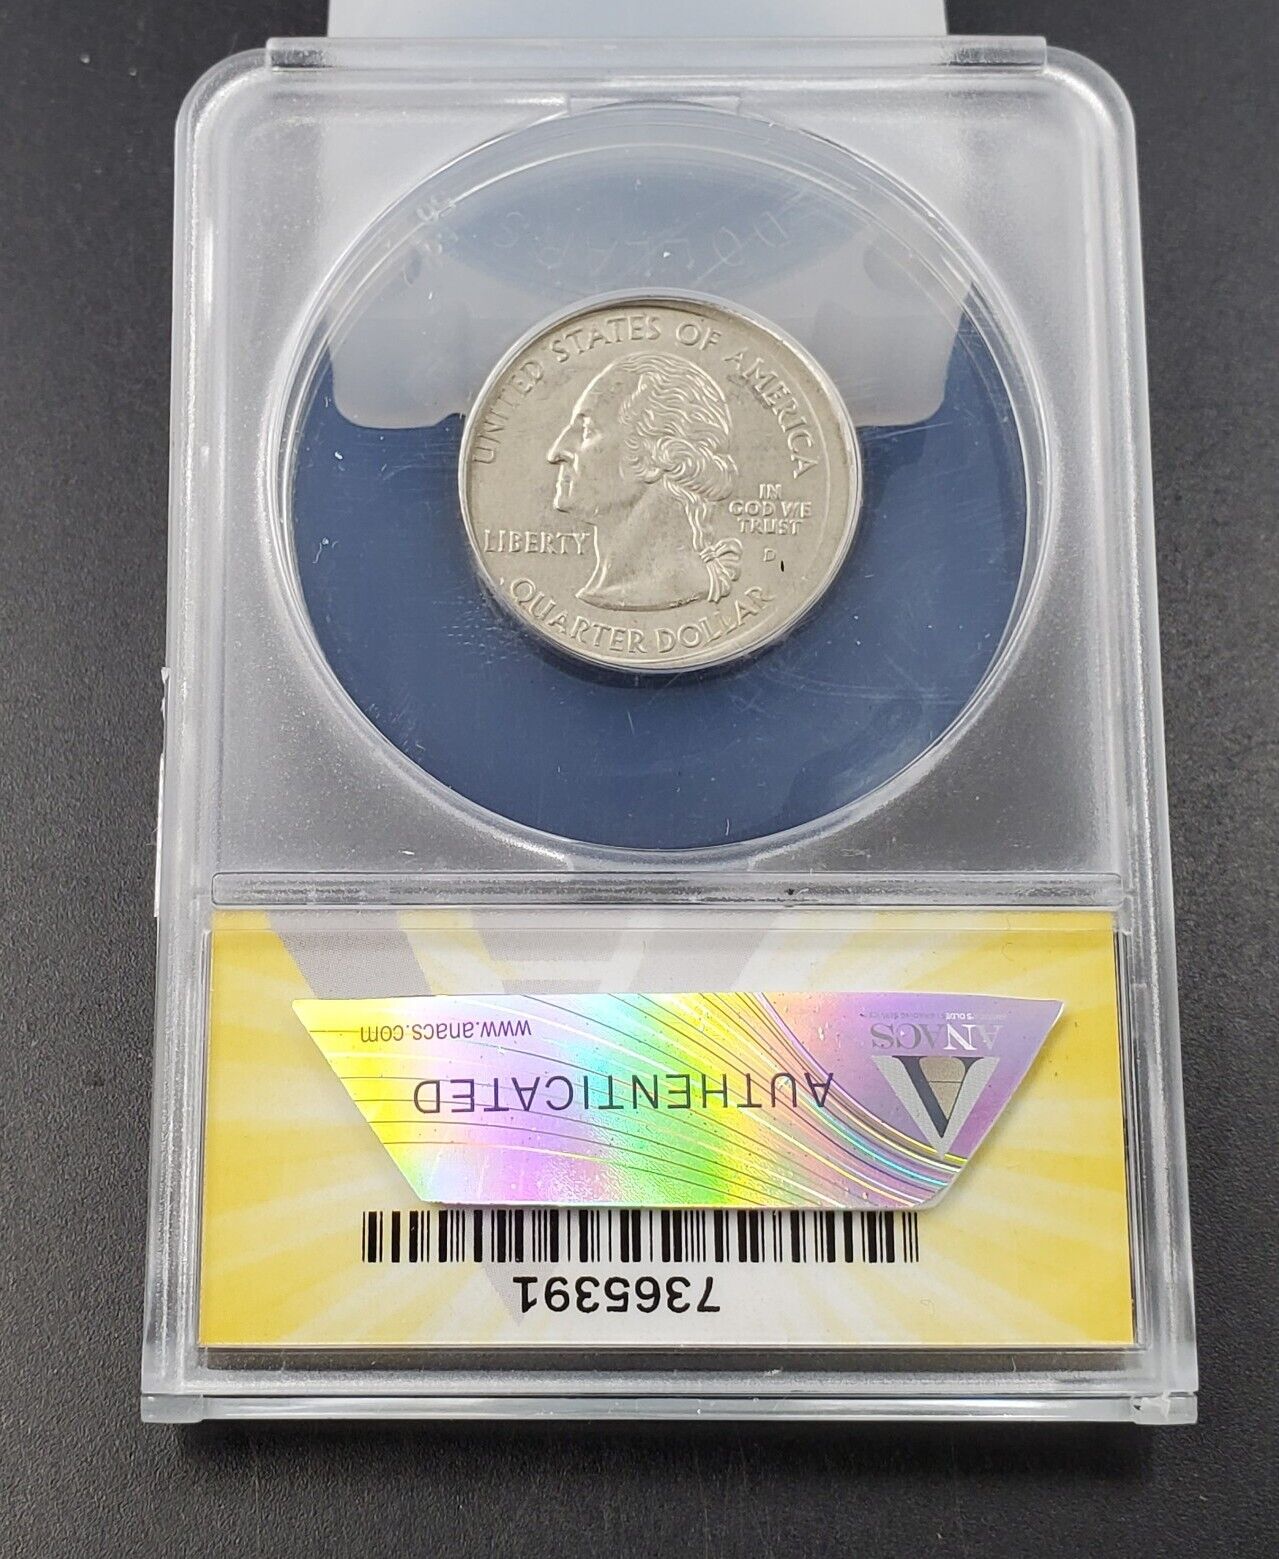 UNITED STATES OF AMERICA
IN
GOD WE
TRUST
LIBERTY
D
QUARTER DOLLAR
www.anacs.com
ANACS
AUTHENTICATED
7365391